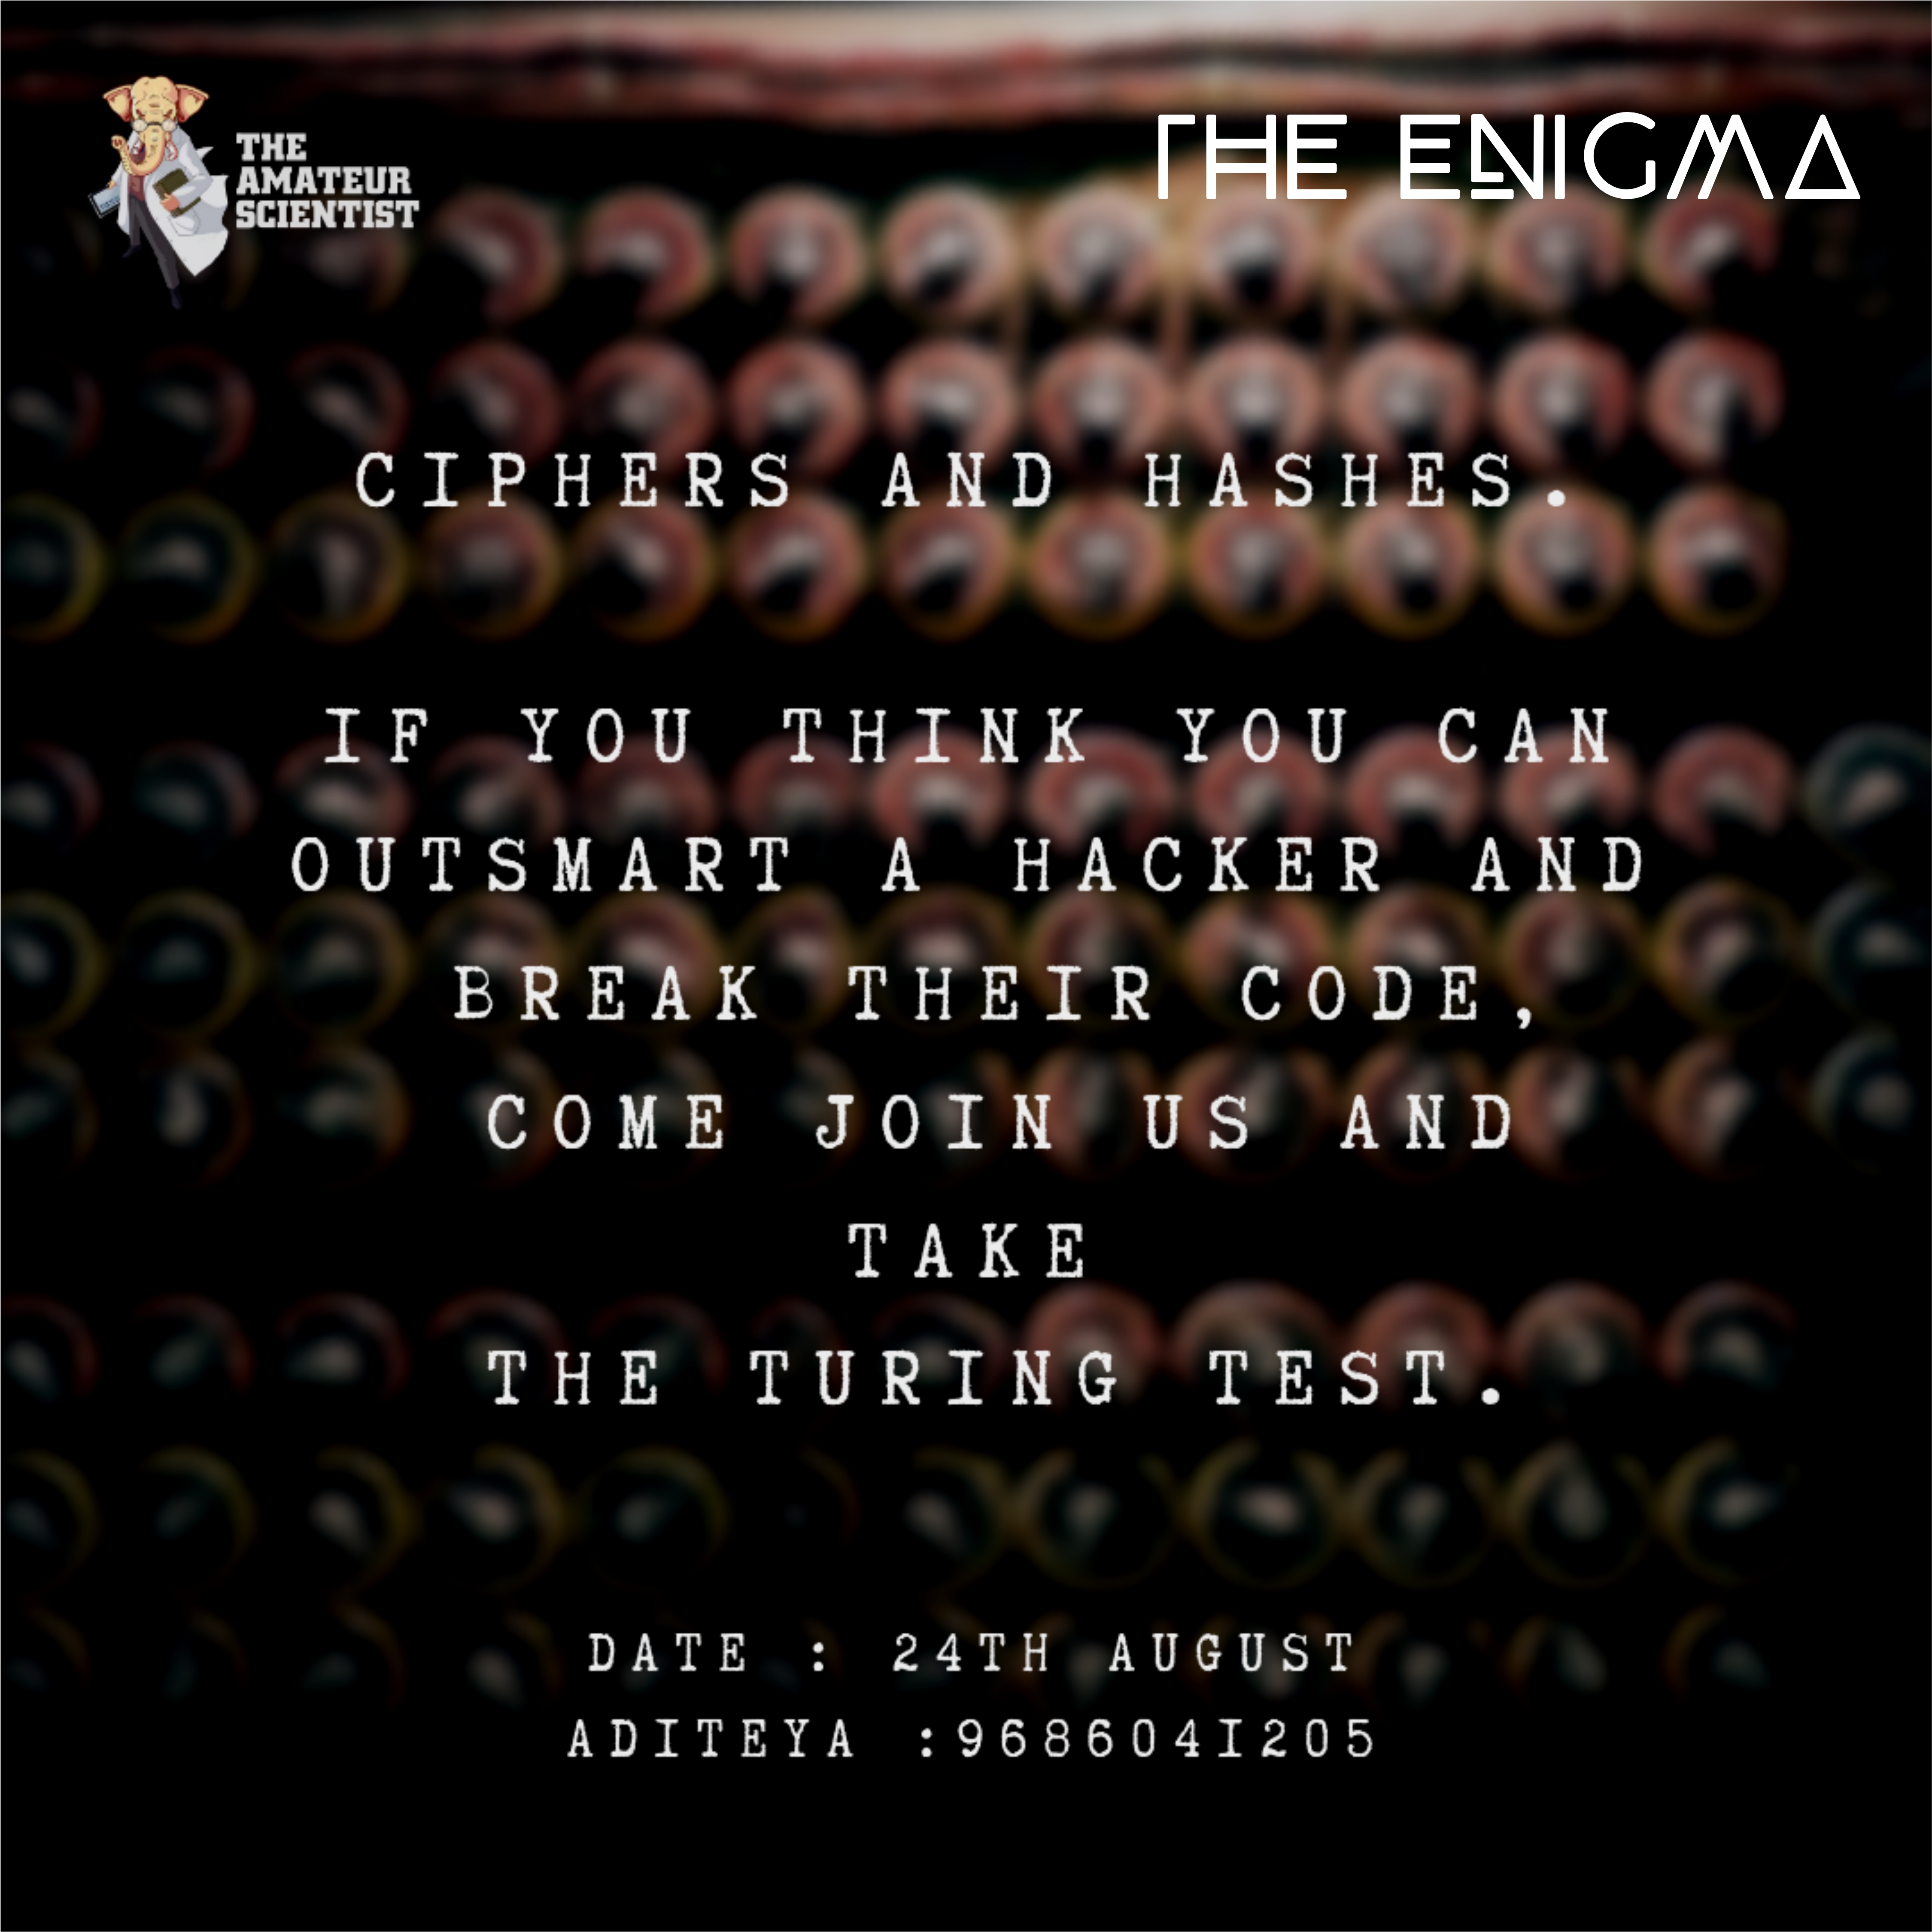 THE
AMATEUR
SCIENTIST
THE ENIGMA
CIPHERS AND HASHES.
IF YOU THINK YOU CAN
OUTSMART A HACKER AND
BREAK THEIR CODE,
COME JOIN US AND
TAKE
THE TURING TEST.
DATE : 24TH AUGUST
ADITEYA :9686041205